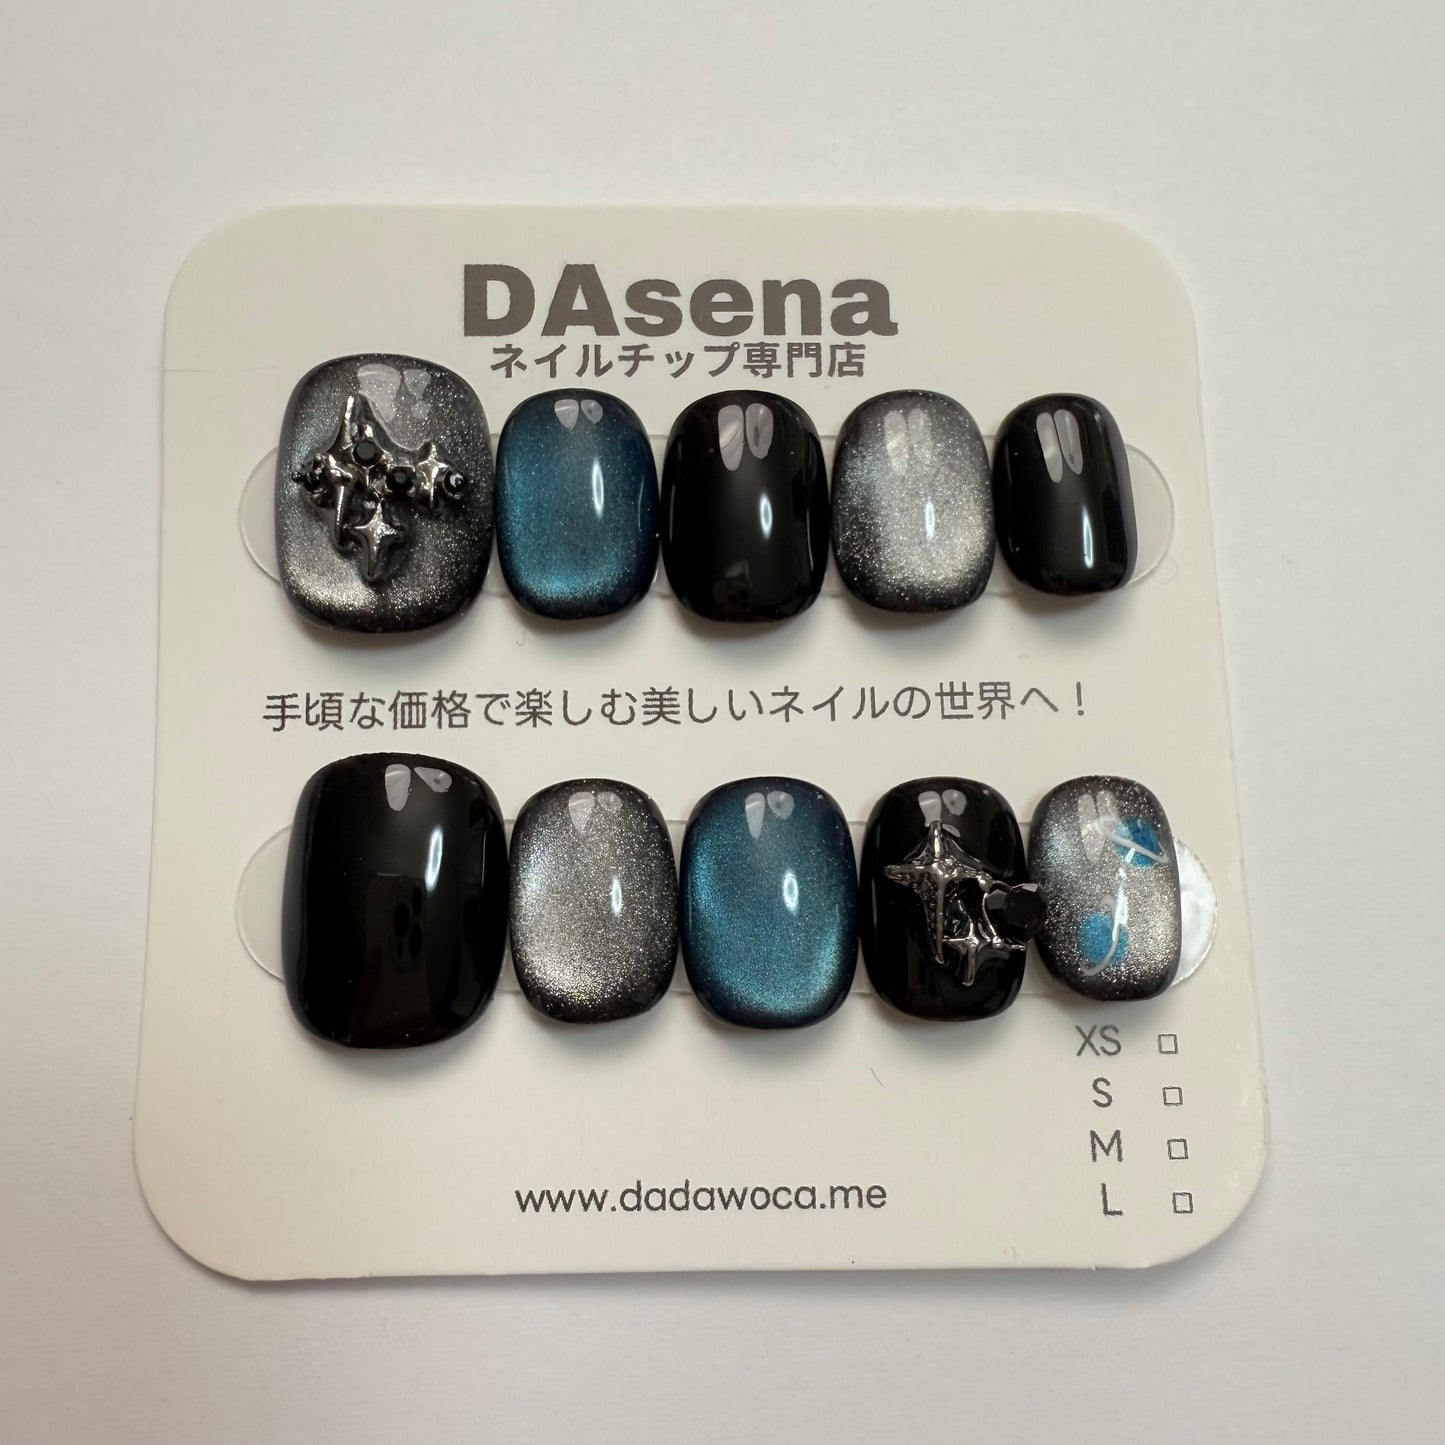 DAsena
ネイルチップ専門店
手頃な価格で楽しむ美しいネイルの世界へ！
XS □
S □
M □
L □
www.dadawoca.me